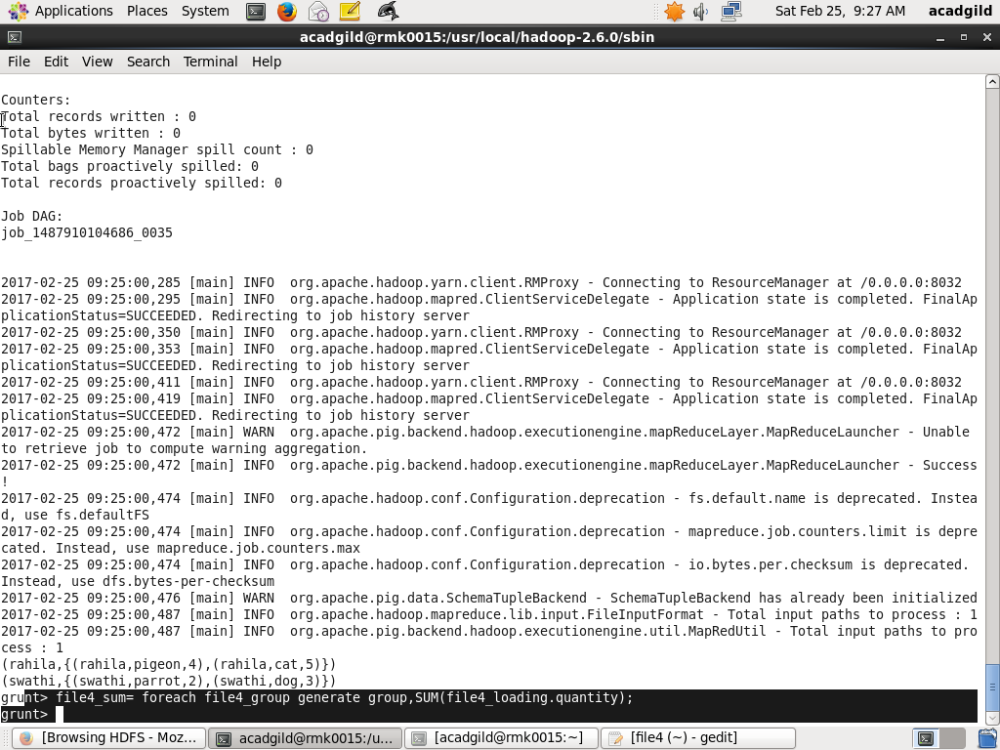 Applications Places System Sat Feb 25, 9:27 AM acadgild
acadgild@rmk0015:/usr/local/hadoop-2.6.0/sbin
File Edit View Search Terminal Help
Counters:
Total records written : 0
Total bytes written : 0
Spillable Memory Manager spill count : 0
Total bags proactively spilled: 0
Total records proactively spilled: 0
Job DAG:
job_1487910104686_0035
2017-02-25 09:25:00,285 [main] INFO  org.apache.hadoop.yarn.client.RMProxy - Connecting to ResourceManager at /0.0.0.0:8032
2017-02-25 09:25:00,295 [main] INFO  org.apache.hadoop.mapred.ClientServiceDelegate - Application state is completed. FinalAp
plicationStatus=SUCCEEDED. Redirecting to job history server
2017-02-25 09:25:00,350 [main] INFO  org.apache.hadoop.yarn.client.RMProxy - Connecting to ResourceManager at /0.0.0.0:8032
2017-02-25 09:25:00,353 [main] INFO  org.apache.hadoop.mapred.ClientServiceDelegate - Application state is completed. FinalAp
plicationStatus=SUCCEEDED. Redirecting to job history server
2017-02-25 09:25:00,411 [main] INFO  org.apache.hadoop.yarn.client.RMProxy - Connecting to ResourceManager at /0.0.0.0:8032
2017-02-25 09:25:00,419 [main] INFO  org.apache.hadoop.mapred.ClientServiceDelegate - Application state is completed. FinalAp
plicationStatus=SUCCEEDED. Redirecting to job history server
2017-02-25 09:25:00,472 [main] WARN  org.apache.pig.backend.hadoop.executionengine.mapReduceLayer.MapReduceLauncher - Unable
to retrieve job to compute warning aggregation.
2017-02-25 09:25:00,472 [main] INFO  org.apache.pig.backend.hadoop.executionengine.mapReduceLayer.MapReduceLauncher - Success
!
2017-02-25 09:25:00,474 [main] INFO  org.apache.hadoop.conf.Configuration.deprecation - fs.default.name is deprecated. Instea
d, use fs.defaultFS
2017-02-25 09:25:00,474 [main] INFO  org.apache.hadoop.conf.Configuration.deprecation - mapreduce.job.counters.limit is depre
cated. Instead, use mapreduce.job.counters.max
2017-02-25 09:25:00,474 [main] INFO  org.apache.hadoop.conf.Configuration.deprecation - io.bytes.per.checksum is deprecated.
Instead, use dfs.bytes-per-checksum
2017-02-25 09:25:00,476 [main] WARN  org.apache.pig.data.SchemaTupleBackend - SchemaTupleBackend has already been initialized
2017-02-25 09:25:00,487 [main] INFO  org.apache.hadoop.mapreduce.lib.input.FileInputFormat - Total input paths to process : 1
2017-02-25 09:25:00,487 [main] INFO  org.apache.pig.backend.hadoop.executionengine.util.MapRedUtil - Total input paths to pro
cess : 1
(rahila,{(rahila,pigeon,4),(rahila,cat,5)})
(swathi,{(swathi,parrot,2),(swathi,dog,3)})
grunt> file4_sum= foreach file4_group generate group,SUM(file4_loading.quantity);
grunt>
[Browsing HDFS - Moz... acadgild@rmk0015:/u... [acadgild@rmk0015:~] [file4 (~) - gedit]